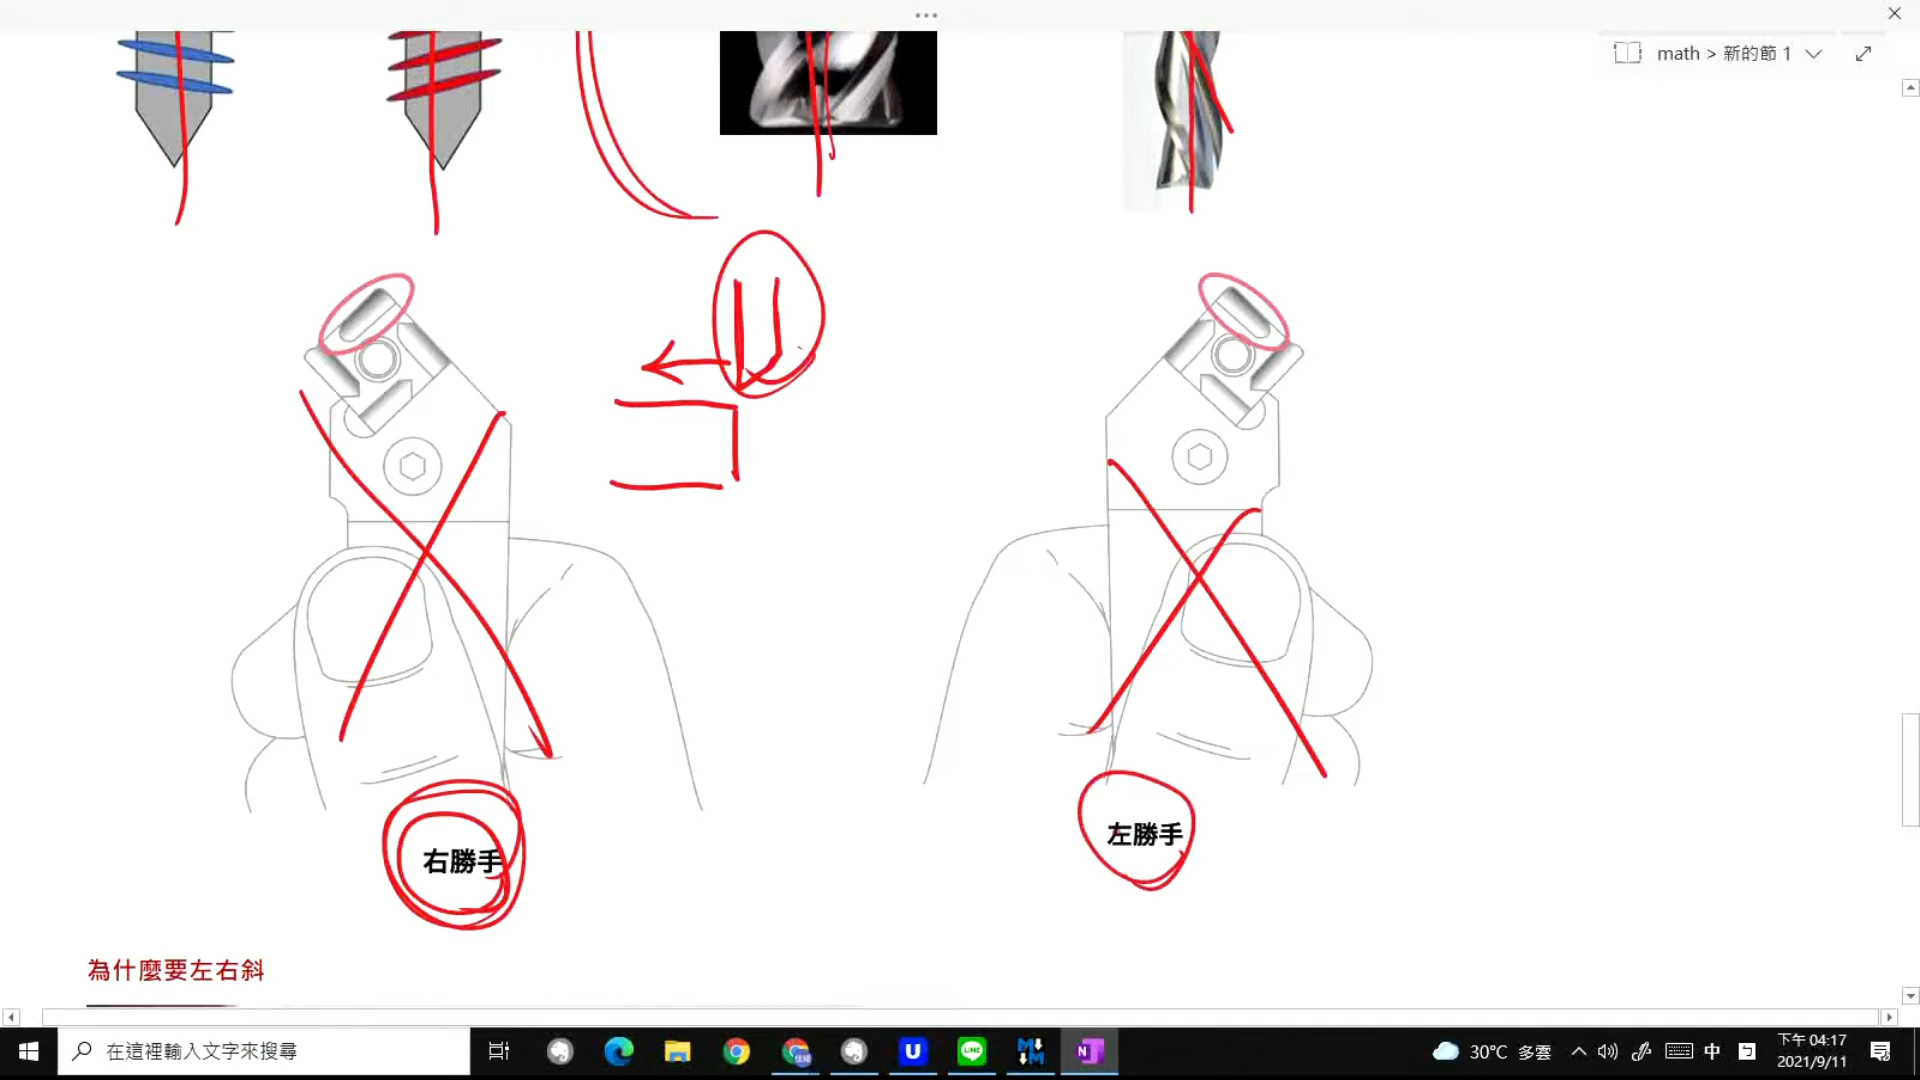 math > 新的節 1
右勝手
左勝手
為什麼要左右斜
在這裡輸入文字來搜尋
U
LINE
M M
N
30°C 多雲
中
下午 04:17
2021/9/11